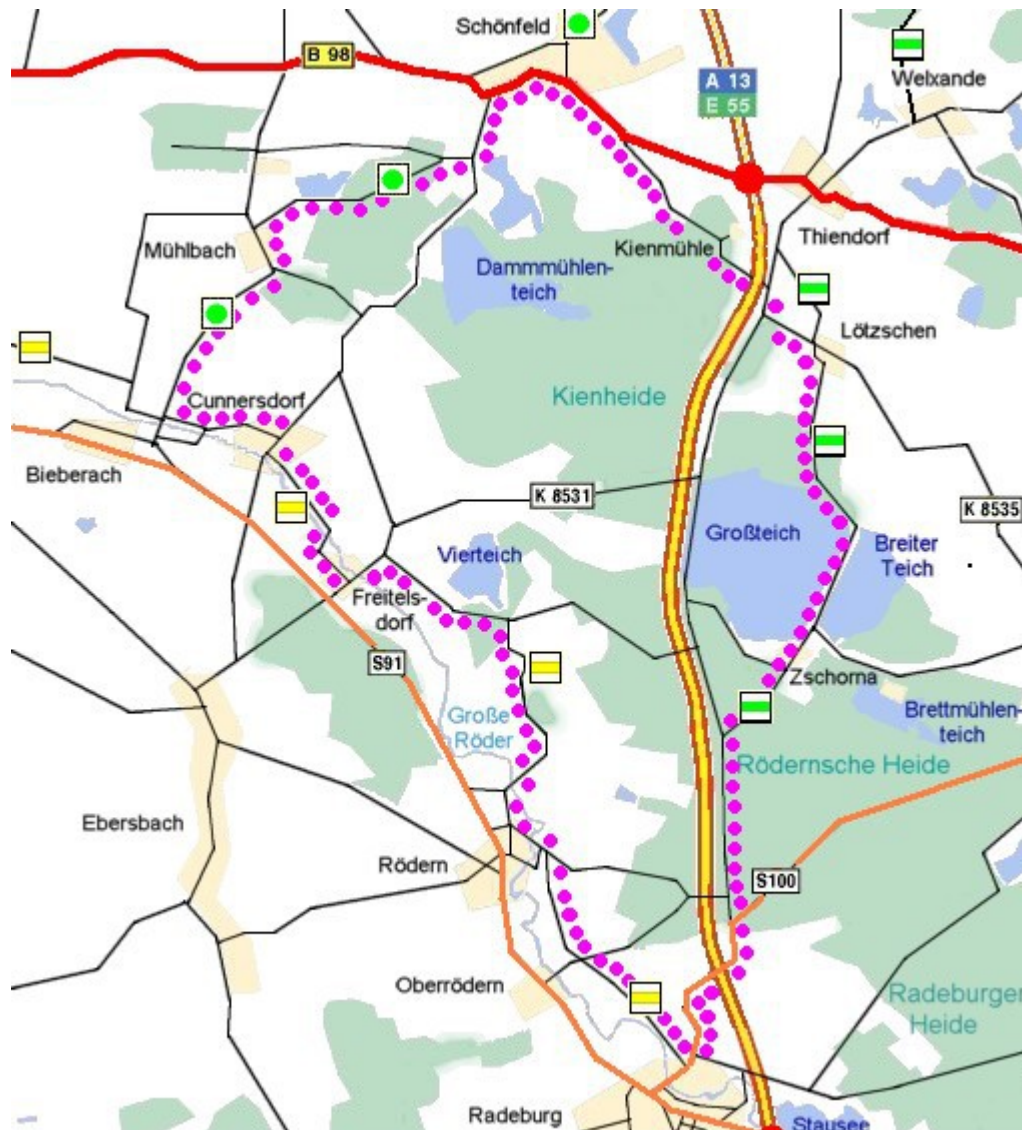 Schönfeld
B 98
A 13
E 55
Welxande
Mühlbach
Kienmühle
Thiendorf
Dammmühlen-
teich
Lötzschen
Kienheide
Cunnersdorf
Bieberach
K 8531
K 8535
Großteich
Breiter
Teich
Vierteich
Freitels-
dorf
S91
Zschorna
Große
Röder
Brettmühlen-
teich
Rödernsche Heide
Ebersbach
Rödern
S100
Oberrödern
Radeburger
Heide
Radeburg
Stausee